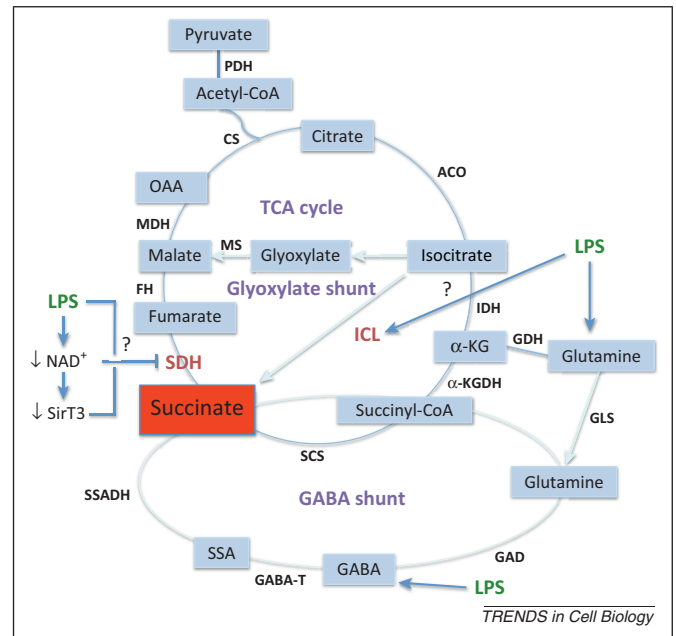 Pyruvate
PDH
Acetyl-CoA
CS
Citrate
ACO
OAA
TCA cycle
MDH
MS
Malate
Glyoxylate
Isocitrate
LPS
FH
Glyoxylate shunt
?
IDH
LPS
Fumarate
ICL
GDH
?
α-KG
Glutamine
↓ NAD+
SDH
α-KGDH
↓ SirT3
Succinate
Succinyl-CoA
GLS
SCS
SSADH
GABA shunt
Glutamine
SSA
GABA-T
GABA
GAD
LPS
TRENDS in Cell Biology